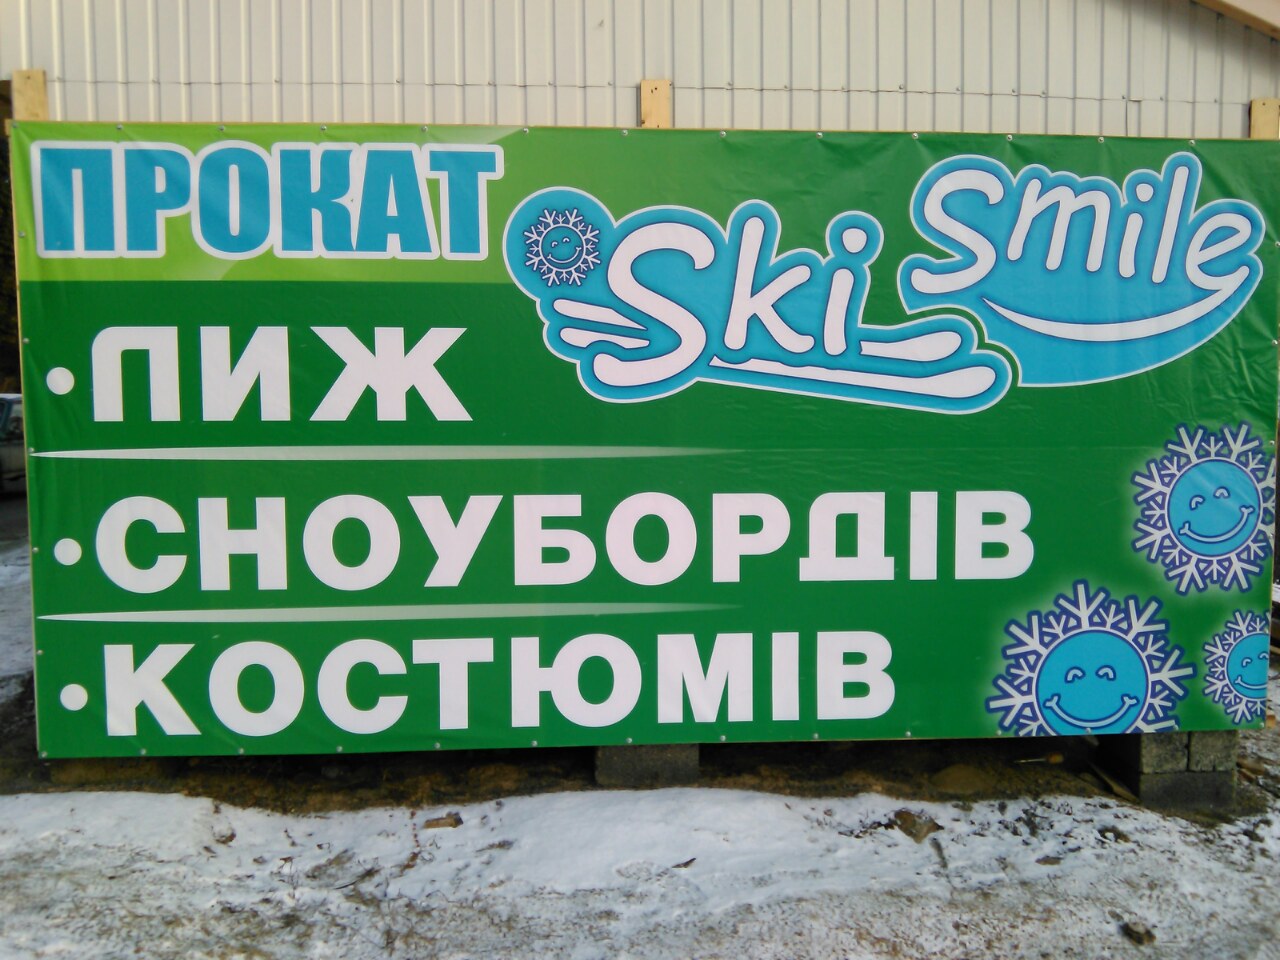 ПРОКАТ
Ski Smile
• ЛИЖ
• СНОУБОРДІВ
• КОСТЮМІВ